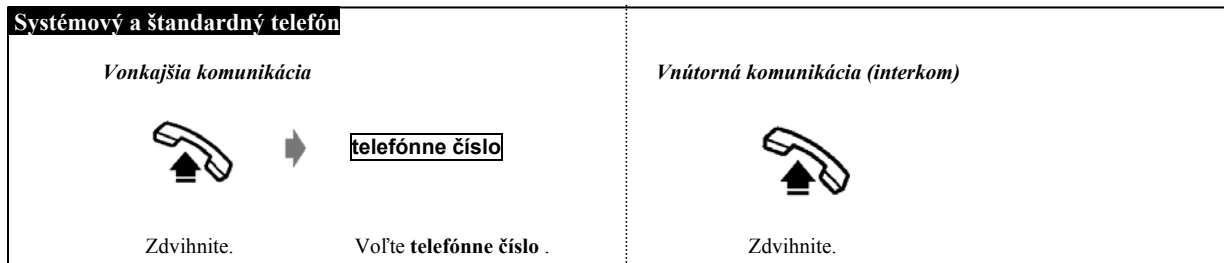 Systémový a štandardný telefón
Vonkajšia komunikácia
telefónne číslo
Zdvihnite.
Voľte telefónne číslo .
Vnútorná komunikácia (interkom)
Zdvihnite.